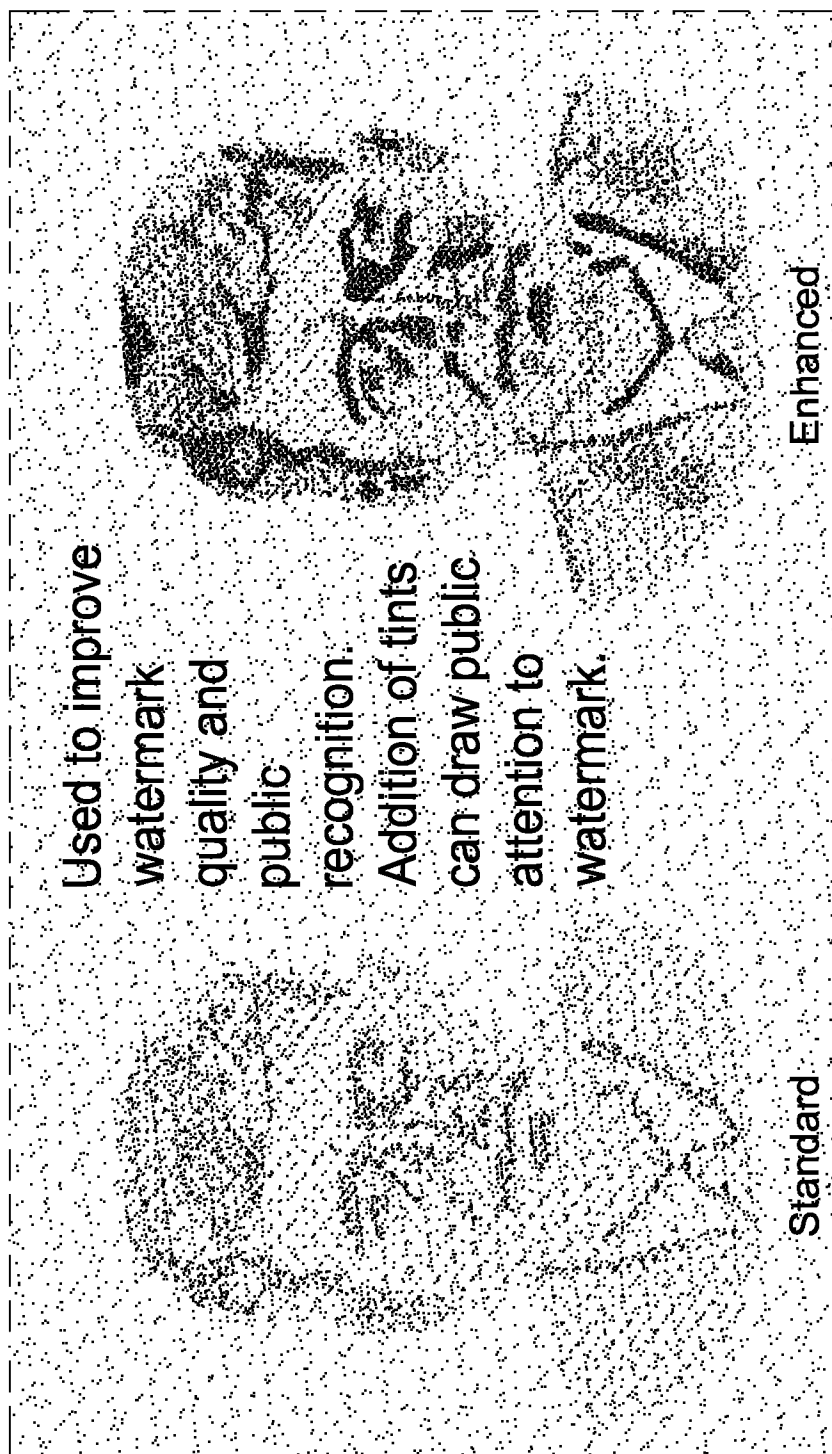 Used to improve
watermark
quality and
public
recognition.
Addition of tints
can draw public
attention to
watermark.
Standard
Enhanced